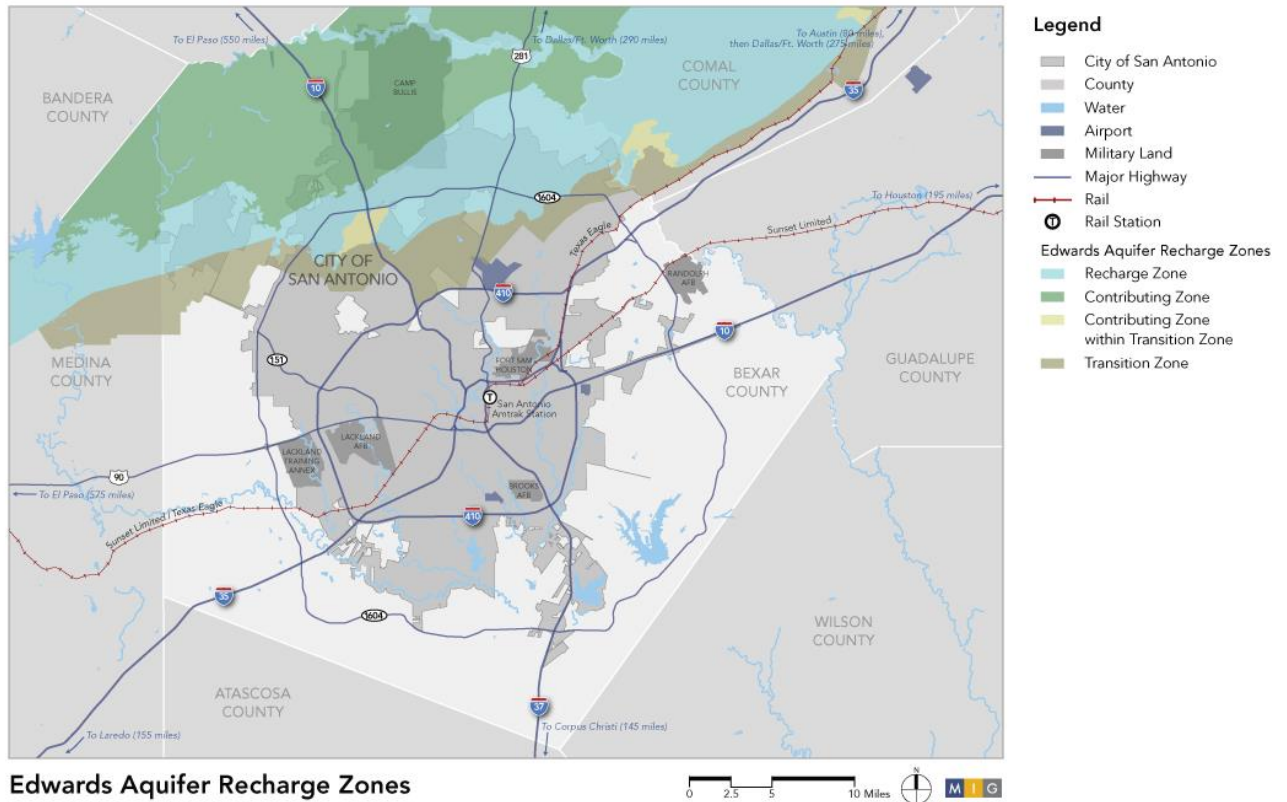 To El Paso (550 miles)
To Dallas/Ft. Worth (290 miles)
To Austin (80 miles),
then Dallas/Ft. Worth (275 miles)
281
COMAL
COUNTY
CAMP
BULLIS
10
35
BANDERA
COUNTY
To Houston (195 miles)
1604
Texas Eagle
Sunset Limited
CITY OF
SAN ANTONIO
RANDOLPH
AFB
410
10
MEDINA
COUNTY
151
FORT SAM
HOUSTON
BEXAR
COUNTY
GUADALUPE
COUNTY
T
San Antonio
Amtrak Station
LACKLAND
AFB
LACKLAND
TRAINING
ANNEX
90
To El Paso (575 miles)
BROOKS
AFB
410
Sunset Limited / Texas Eagle
35
1604
WILSON
COUNTY
ATASCOSA
COUNTY
37
To Laredo (155 miles)
To Corpus Christi (145 miles)
Legend
City of San Antonio
County
Water
Airport
Military Land
Major Highway
Rail
T Rail Station
Edwards Aquifer Recharge Zones
Recharge Zone
Contributing Zone
Contributing Zone
within Transition Zone
Transition Zone
Edwards Aquifer Recharge Zones
0 2.5 5 10 Miles
N
M I G